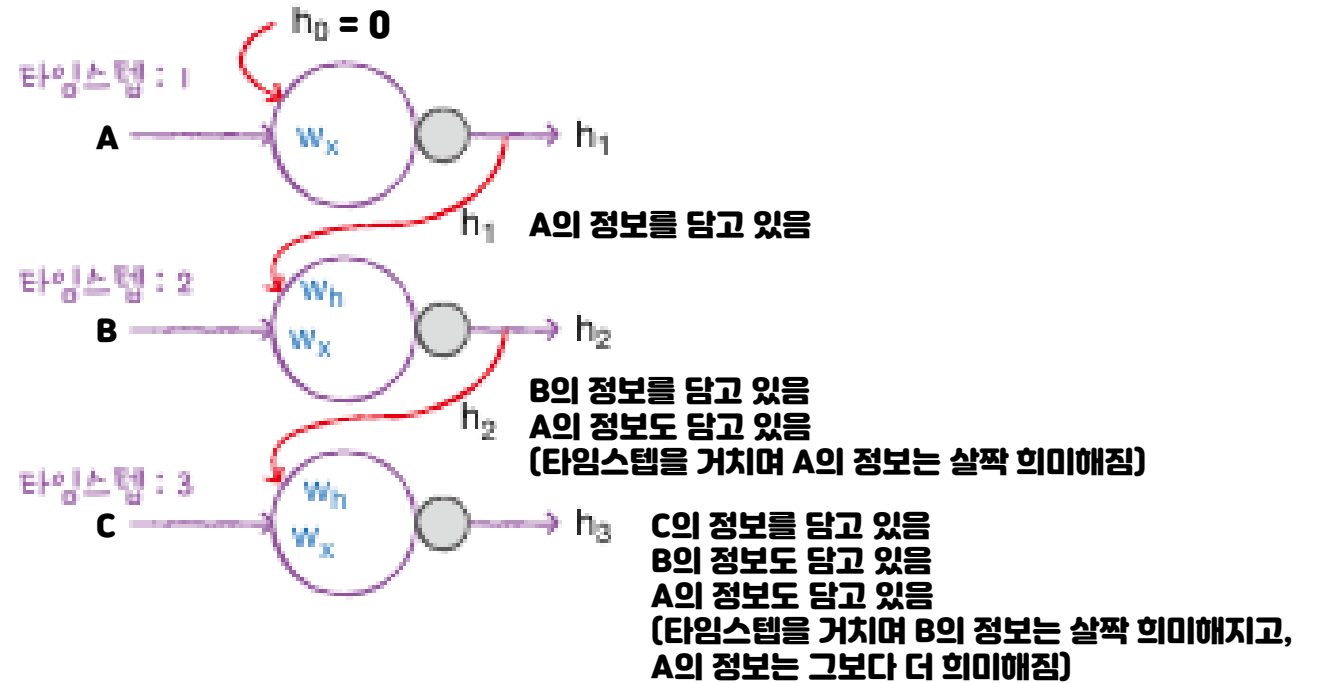 h₀ = 0
타임스텝 : 1
A
wₓ
h₁
h₁
A의 정보를 담고 있음
타임스텝 : 2
wₕ
B
wₓ
h₂
B의 정보를 담고 있음
h₂
A의 정보도 담고 있음
(타임스텝을 거치며 A의 정보는 살짝 희미해짐)
타임스텝 : 3
wₕ
C
wₓ
h₃
C의 정보를 담고 있음
B의 정보도 담고 있음
A의 정보도 담고 있음
(타임스텝을 거치며 B의 정보는 살짝 희미해지고,
A의 정보는 그보다 더 희미해짐)